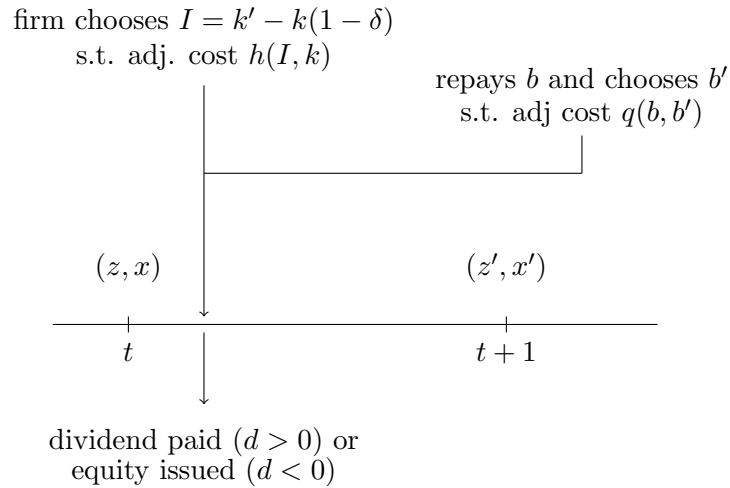 firm chooses I = k′ − k(1 − δ)
s.t. adj. cost h(I, k)
repays b and chooses b′
s.t. adj cost q(b, b′)
(z, x)
(z′, x′)
t
t + 1
dividend paid (d > 0) or
equity issued (d < 0)